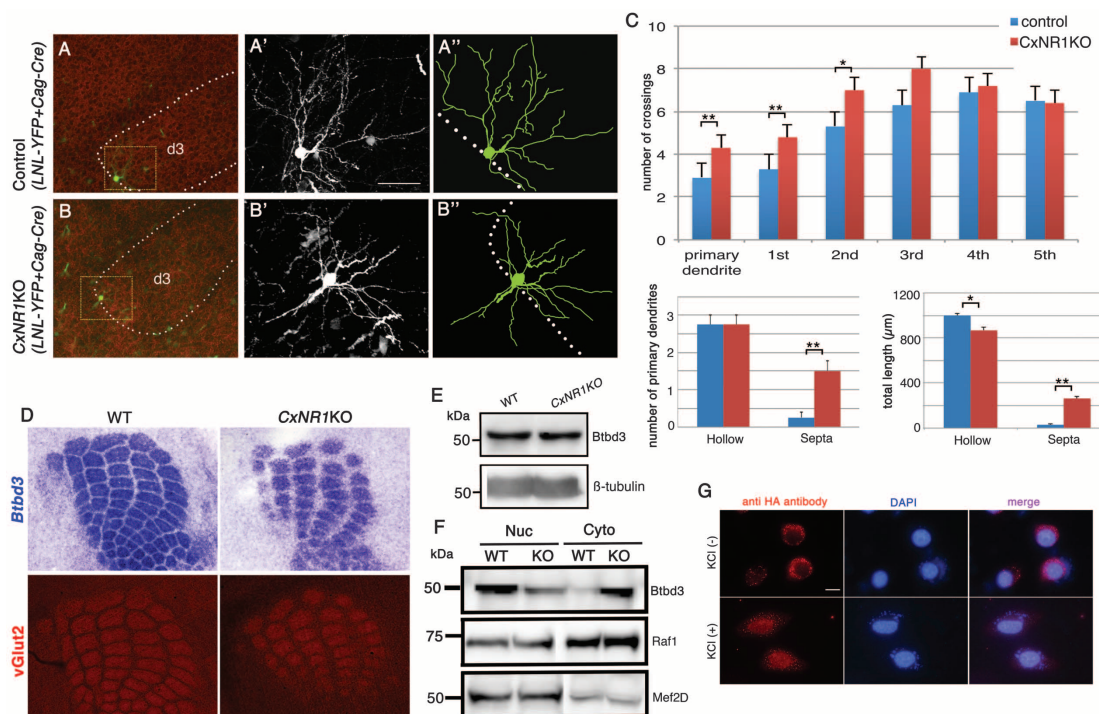 A
A'
A''
d3
Control
(LNL-YFP+Cag-Cre)
B
B'
B''
d3
CxNR1KO
(LNL-YFP+Cag-Cre)
C
control
CxNR1KO
number of crossings
10
8
6
4
2
0
**
**
*
primary dendrite
1st
2nd
3rd
4th
5th
number of primary dendrites
3
2
1
0
**
Hollow
Septa
total length (µm)
1200
800
400
0
*
**
Hollow
Septa
D
WT
CxNR1KO
Btbd3
vGlut2
E
WT
CxNR1KO
kDa
50
Btbd3
50
ß-tubulin
F
Nuc
Cyto
kDa
WT
KO
WT
KO
50
Btbd3
75
Raf1
50
Mef2D
G
anti HA antibody
DAPI
merge
KCl (-)
KCl (+)